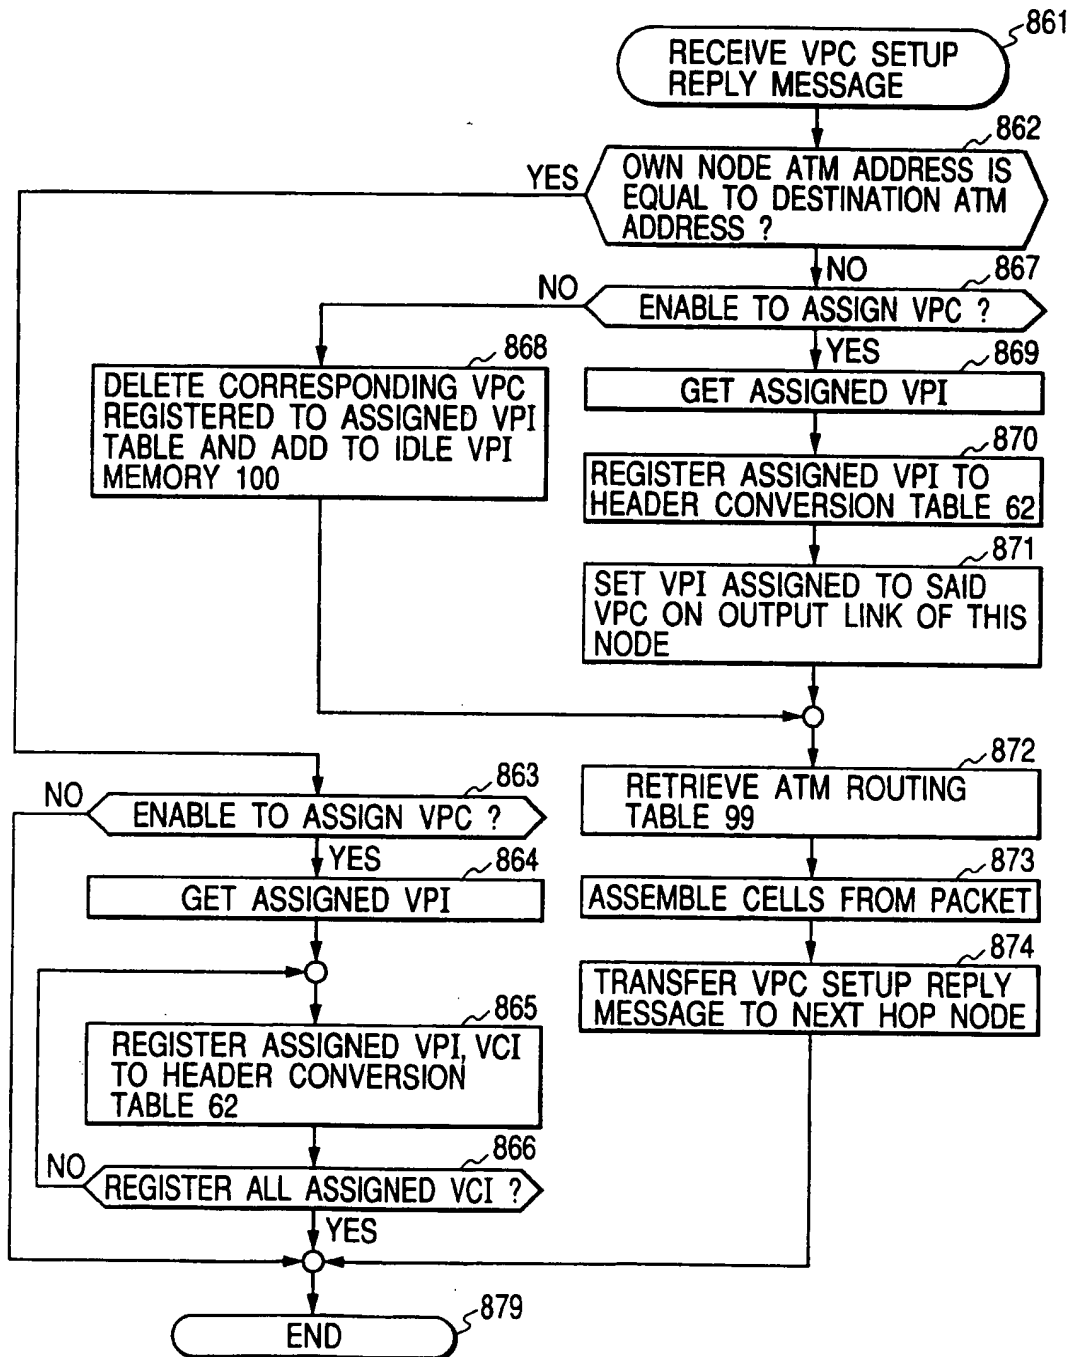 861
RECEIVE VPC SETUP
REPLY MESSAGE
862
YES
OWN NODE ATM ADDRESS IS
EQUAL TO DESTINATION ATM
ADDRESS ?
NO
867
NO
ENABLE TO ASSIGN VPC ?
YES
868
DELETE CORRESPONDING VPC
REGISTERED TO ASSIGNED VPI
TABLE AND ADD TO IDLE VPI
MEMORY 100
869
GET ASSIGNED VPI
870
REGISTER ASSIGNED VPI TO
HEADER CONVERSION TABLE 62
871
SET VPI ASSIGNED TO SAID
VPC ON OUTPUT LINK OF THIS
NODE
863
NO
ENABLE TO ASSIGN VPC ?
YES
864
GET ASSIGNED VPI
865
REGISTER ASSIGNED VPI, VCI
TO HEADER CONVERSION
TABLE 62
866
NO
REGISTER ALL ASSIGNED VCI ?
YES
872
RETRIEVE ATM ROUTING
TABLE 99
873
ASSEMBLE CELLS FROM PACKET
874
TRANSFER VPC SETUP REPLY
MESSAGE TO NEXT HOP NODE
879
END